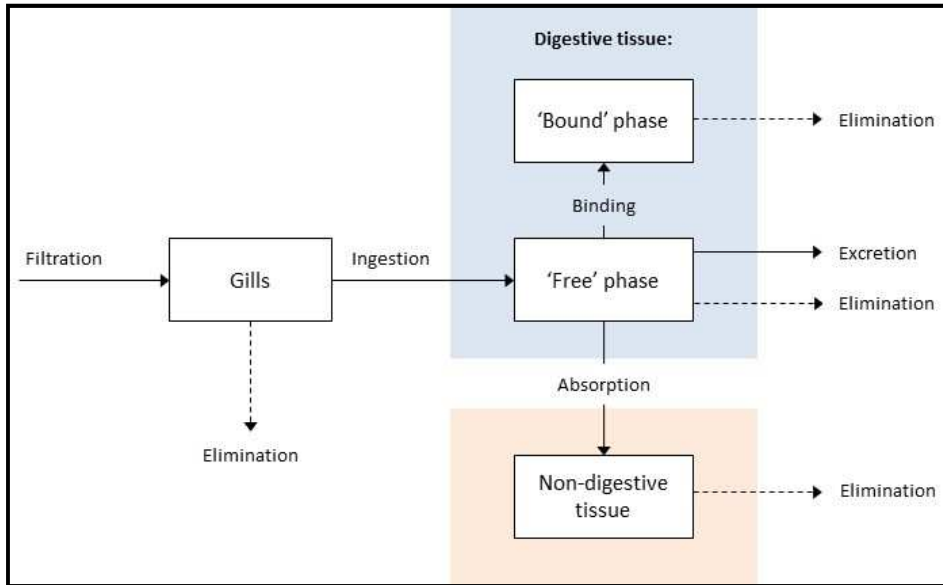 Digestive tissue:
‘Bound’ phase
Elimination
Binding
Filtration
Gills
Ingestion
‘Free’ phase
Excretion
Elimination
Absorption
Elimination
Non-digestive
tissue
Elimination